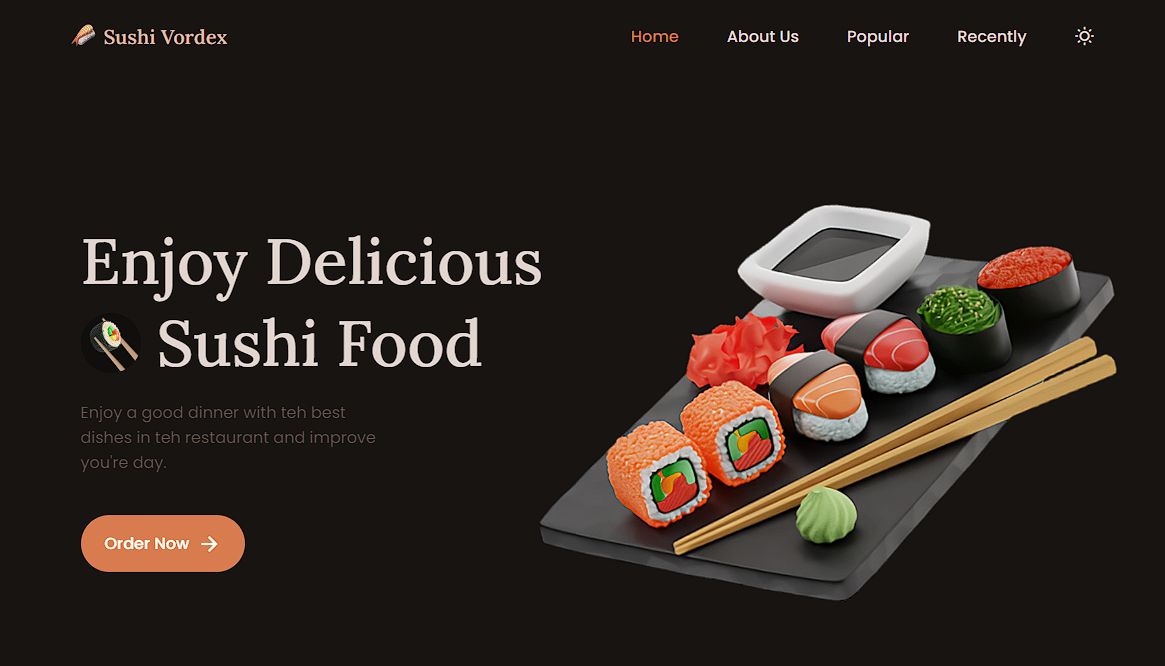 Sushi Vordex
Home About Us Popular Recently
Enjoy Delicious
Sushi Food
Enjoy a good dinner with teh best
dishes in teh restaurant and improve
you're day.
Order Now